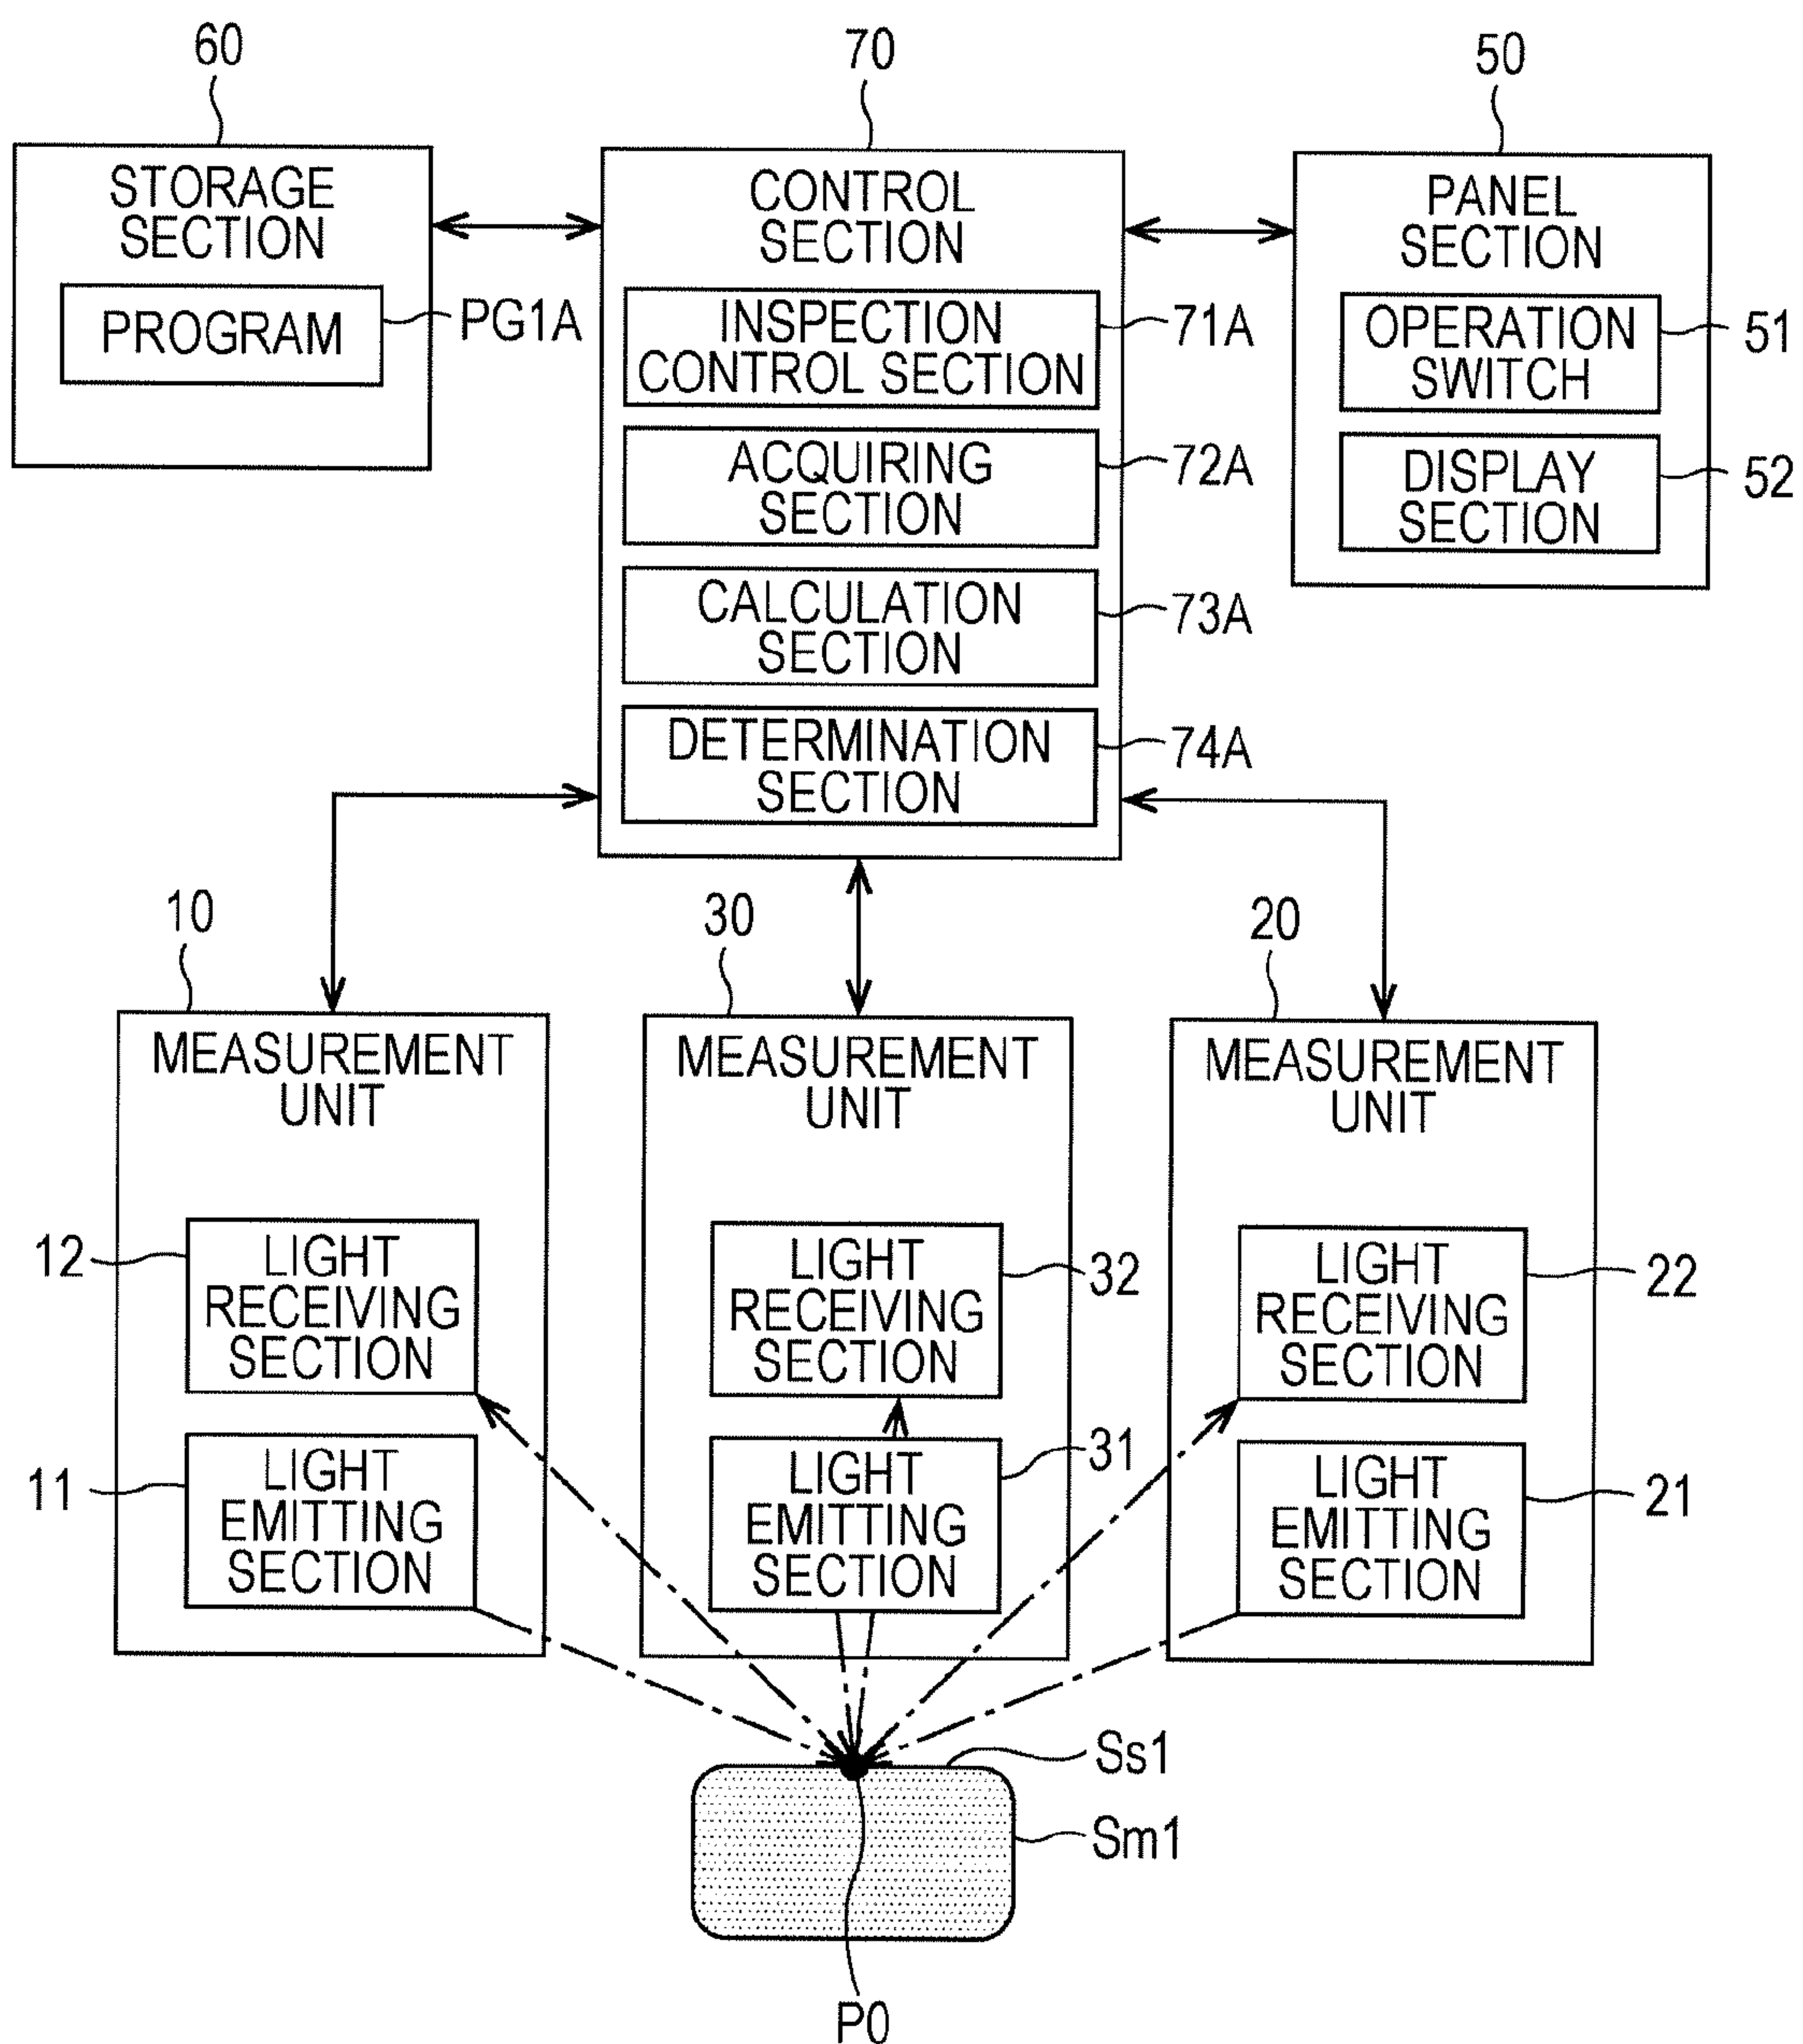 60
70
50
STORAGE
SECTION
PROGRAM
PG1A
CONTROL
SECTION
INSPECTION
CONTROL SECTION
71A
ACQUIRING
SECTION
72A
CALCULATION
SECTION
73A
DETERMINATION
SECTION
74A
PANEL
SECTION
OPERATION
SWITCH
51
DISPLAY
SECTION
52
10
30
20
MEASUREMENT
UNIT
12
LIGHT
RECEIVING
SECTION
11
LIGHT
EMITTING
SECTION
MEASUREMENT
UNIT
LIGHT
RECEIVING
SECTION
32
LIGHT
EMITTING
SECTION
31
MEASUREMENT
UNIT
LIGHT
RECEIVING
SECTION
22
LIGHT
EMITTING
SECTION
21
Ss1
Sm1
P0